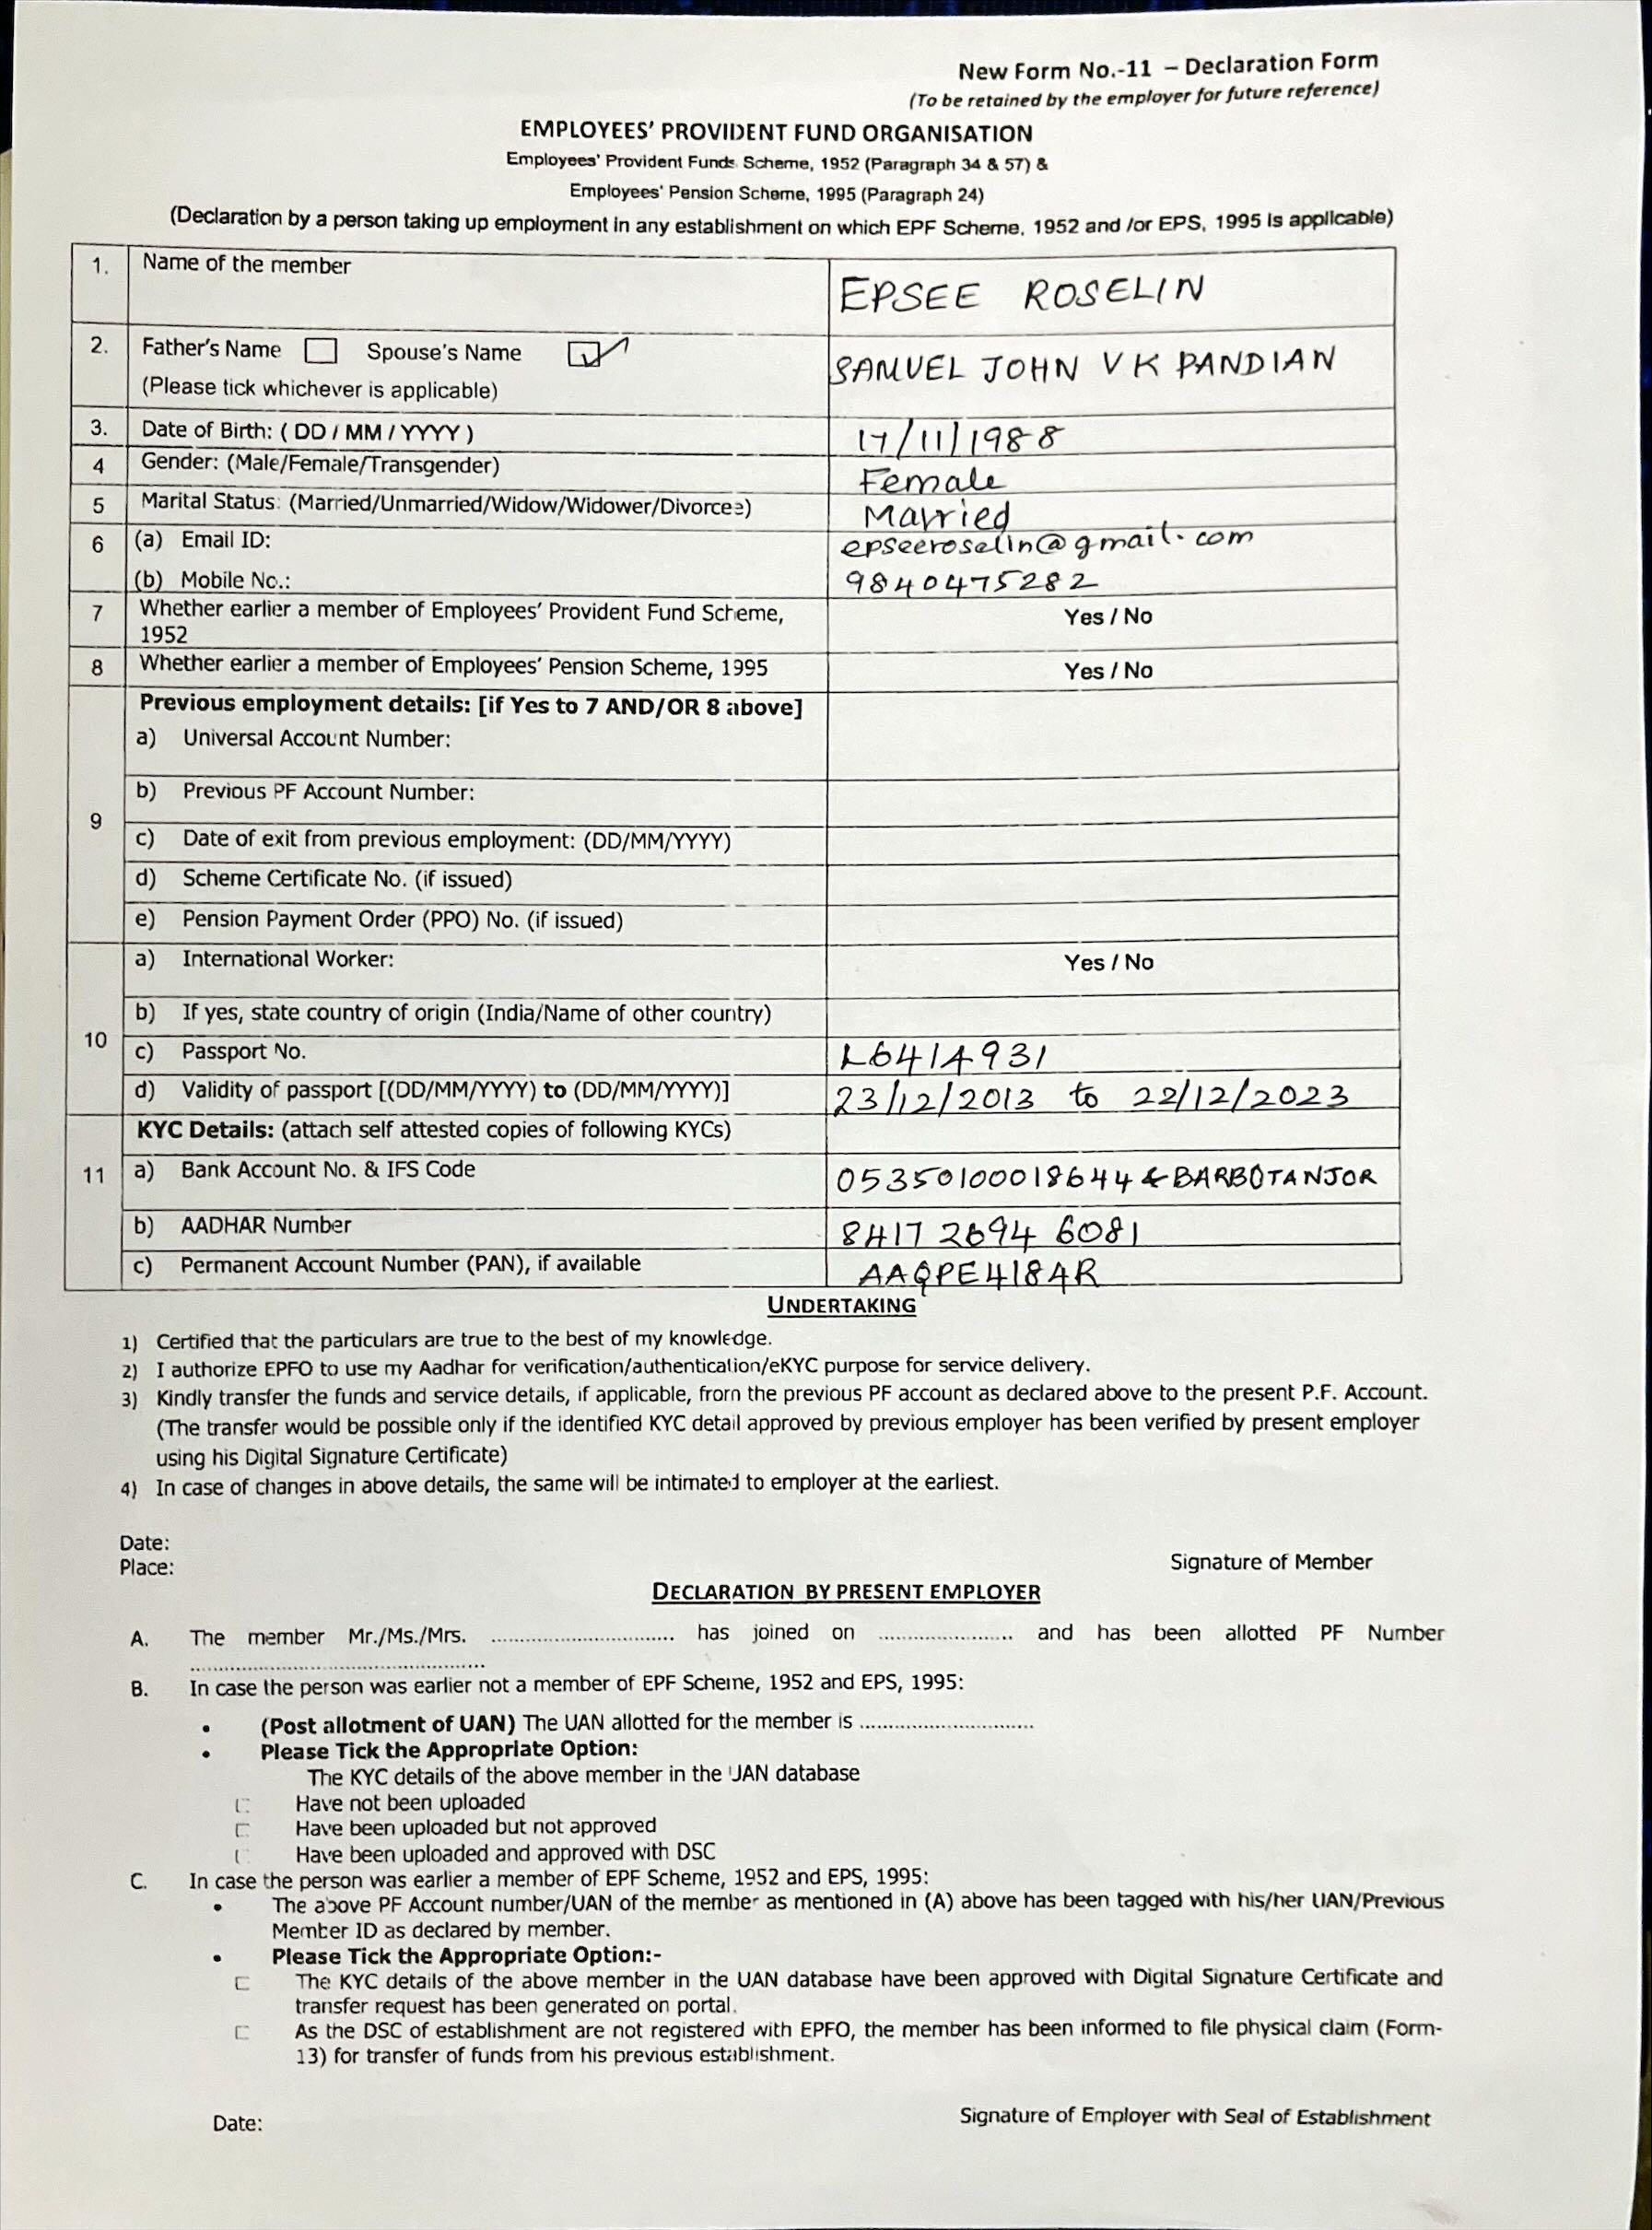 New Form No.-11 – Declaration Form
(To be retained by the employer for future reference)
EMPLOYEES' PROVIDENT FUND ORGANISATION
Employees' Provident Funds Scheme, 1952 (Paragraph 34 & 57) &
Employees' Pension Scheme, 1995 (Paragraph 24)
(Declaration by a person taking up employment in any establishment on which EPF Scheme, 1952 and /or EPS, 1995 is applicable)
1. Name of the member EPSEE ROSELIN
2. Father's Name Spouse's Name SAMUEL JOHN V K PANDIAN
(Please tick whichever is applicable)
3. Date of Birth: ( DD / MM / YYYY ) 17/11/1988
4 Gender: (Male/Female/Transgender) Female
5 Marital Status: (Married/Unmarried/Widow/Widower/Divorcee) Married
6 (a) Email ID: epseeroselin@gmail.com
(b) Mobile No.: 9840475282
7 Whether earlier a member of Employees' Provident Fund Scheme, Yes / No
1952
8 Whether earlier a member of Employees' Pension Scheme, 1995 Yes / No
Previous employment details: [if Yes to 7 AND/OR 8 above]
a) Universal Account Number:
b) Previous PF Account Number:
9
c) Date of exit from previous employment: (DD/MM/YYYY)
d) Scheme Certificate No. (if issued)
e) Pension Payment Order (PPO) No. (if issued)
a) International Worker: Yes / No
b) If yes, state country of origin (India/Name of other country)
10
c) Passport No. L6414931
d) Validity of passport [(DD/MM/YYYY) to (DD/MM/YYYY)] 23/12/2013 to 22/12/2023
KYC Details: (attach self attested copies of following KYCs)
11 a) Bank Account No. & IFS Code 05350100018644 & BARB0TANJOR
b) AADHAR Number 8417 2694 6081
c) Permanent Account Number (PAN), if available AAQPE4184R
UNDERTAKING
1) Certified that the particulars are true to the best of my knowledge.
2) I authorize EPFO to use my Aadhar for verification/authentication/eKYC purpose for service delivery.
3) Kindly transfer the funds and service details, if applicable, from the previous PF account as declared above to the present P.F. Account.
(The transfer would be possible only if the identified KYC detail approved by previous employer has been verified by present employer
using his Digital Signature Certificate)
4) In case of changes in above details, the same will be intimated to employer at the earliest.
Date:
Place: Signature of Member
DECLARATION BY PRESENT EMPLOYER
A. The member Mr./Ms./Mrs. .............................. has joined on ...................... and has been allotted PF Number
................................................
B. In case the person was earlier not a member of EPF Scheme, 1952 and EPS, 1995:
• (Post allotment of UAN) The UAN allotted for the member is ............................
• Please Tick the Appropriate Option:
The KYC details of the above member in the UAN database
Have not been uploaded
Have been uploaded but not approved
Have been uploaded and approved with DSC
C. In case the person was earlier a member of EPF Scheme, 1952 and EPS, 1995:
• The above PF Account number/UAN of the member as mentioned in (A) above has been tagged with his/her UAN/Previous
Member ID as declared by member.
• Please Tick the Appropriate Option:-
The KYC details of the above member in the UAN database have been approved with Digital Signature Certificate and
transfer request has been generated on portal.
As the DSC of establishment are not registered with EPFO, the member has been informed to file physical claim (Form-
13) for transfer of funds from his previous establishment.
Date: Signature of Employer with Seal of Establishment